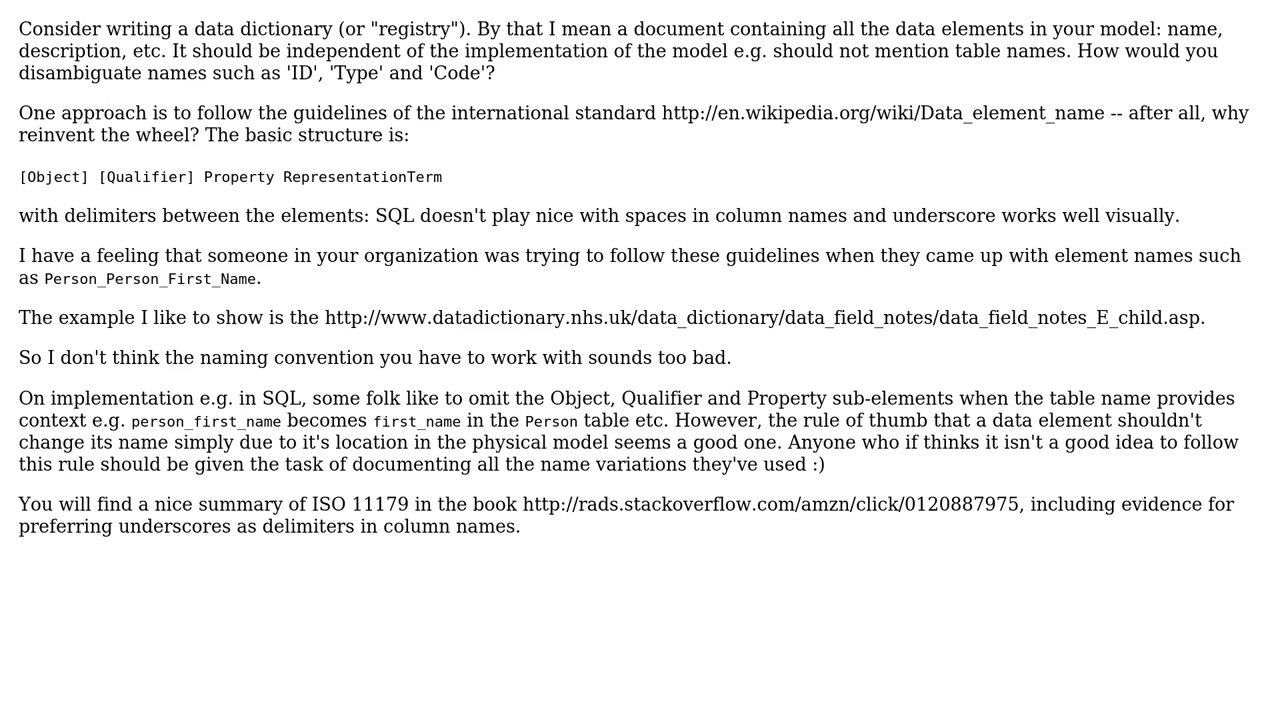 Consider writing a data dictionary (or "registry"). By that I mean a document containing all the data elements in your model: name,
description, etc. It should be independent of the implementation of the model e.g. should not mention table names. How would you
disambiguate names such as 'ID', 'Type' and 'Code'?
One approach is to follow the guidelines of the international standard http://en.wikipedia.org/wiki/Data_element_name -- after all, why
reinvent the wheel? The basic structure is:
[Object] [Qualifier] Property RepresentationTerm
with delimiters between the elements: SQL doesn't play nice with spaces in column names and underscore works well visually.
I have a feeling that someone in your organization was trying to follow these guidelines when they came up with element names such
as Person_Person_First_Name.
The example I like to show is the http://www.datadictionary.nhs.uk/data_dictionary/data_field_notes/data_field_notes_E_child.asp.
So I don't think the naming convention you have to work with sounds too bad.
On implementation e.g. in SQL, some folk like to omit the Object, Qualifier and Property sub-elements when the table name provides
context e.g. person_first_name becomes first_name in the Person table etc. However, the rule of thumb that a data element shouldn't
change its name simply due to it's location in the physical model seems a good one. Anyone who if thinks it isn't a good idea to follow
this rule should be given the task of documenting all the name variations they've used :)
You will find a nice summary of ISO 11179 in the book http://rads.stackoverflow.com/amzn/click/0120887975, including evidence for
preferring underscores as delimiters in column names.